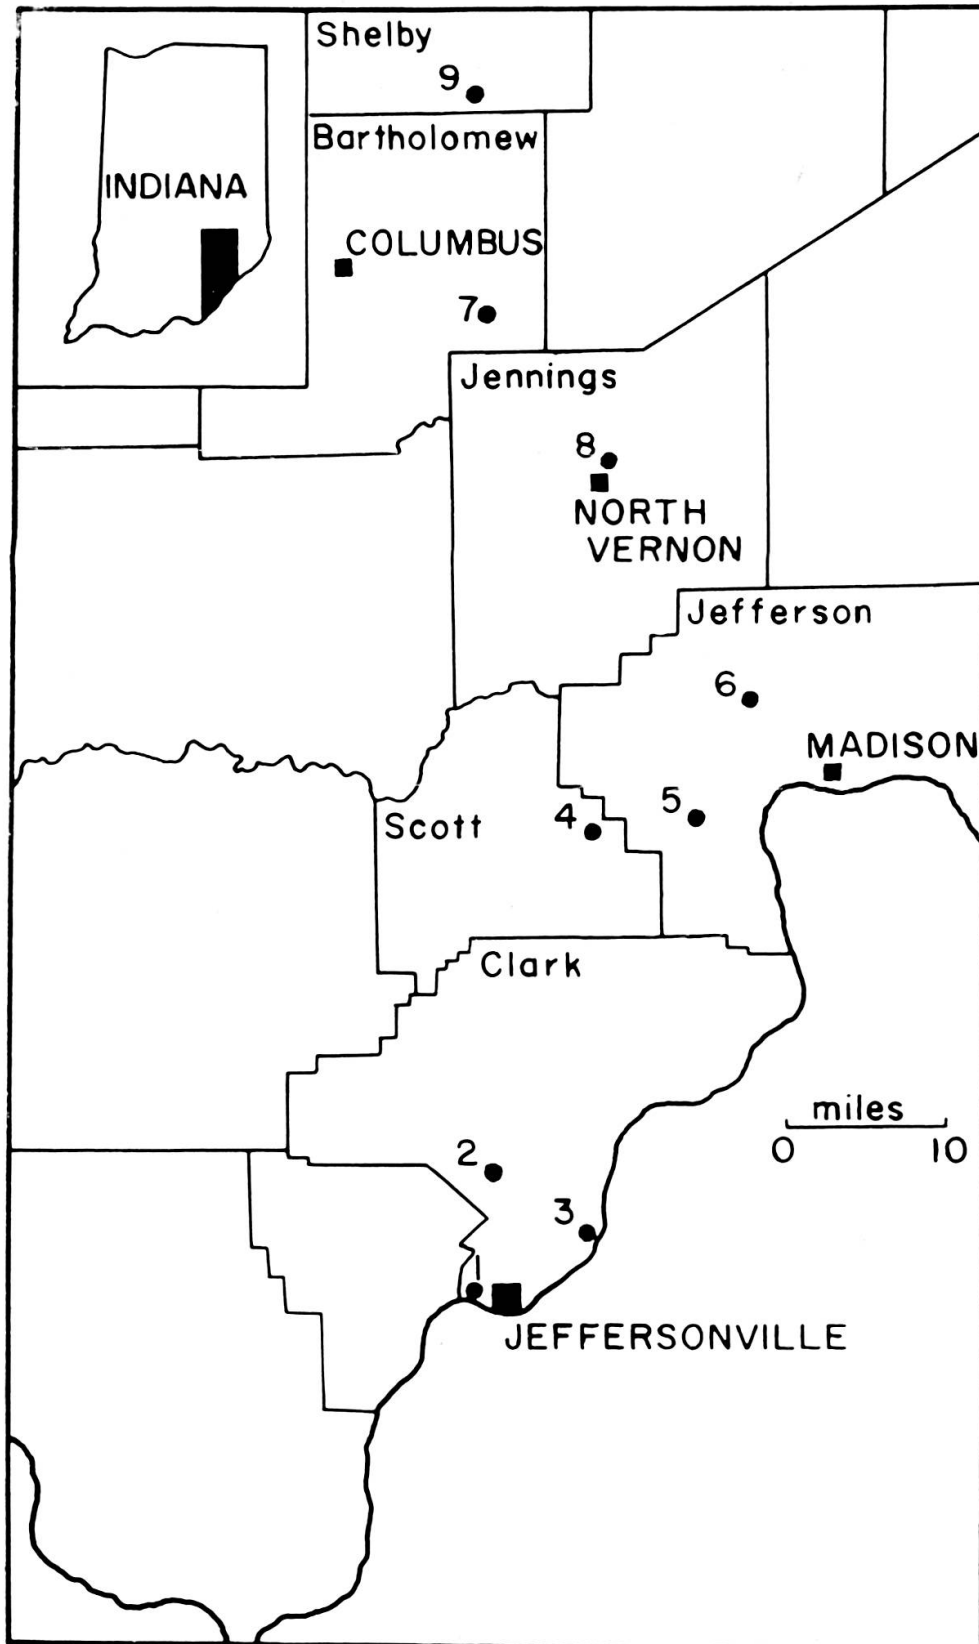 Shelby
9
Bartholomew
INDIANA
COLUMBUS
7
Jennings
8
NORTH
VERNON
Jefferson
6
MADISON
5
4
Scott
Clark
miles
0 10
2
3
1
JEFFERSONVILLE